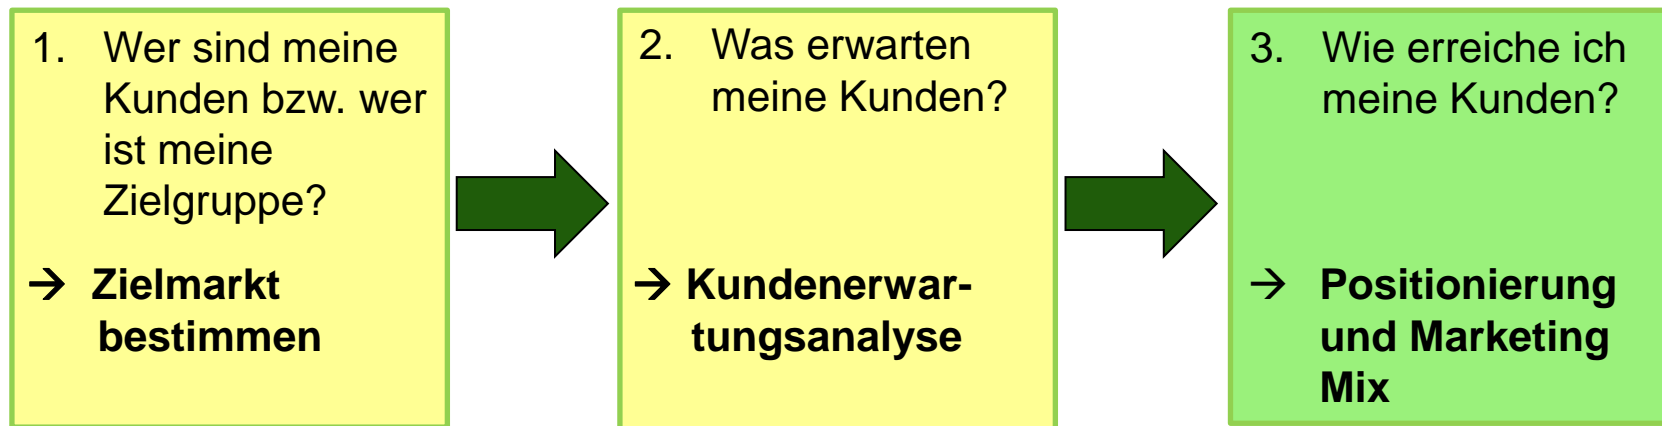 1. Wer sind meine
Kunden bzw. wer
ist meine
Zielgruppe?
→ Zielmarkt
bestimmen
2. Was erwarten
meine Kunden?
→ Kundenerwar-
tungsanalyse
3. Wie erreiche ich
meine Kunden?
→ Positionierung
und Marketing
Mix